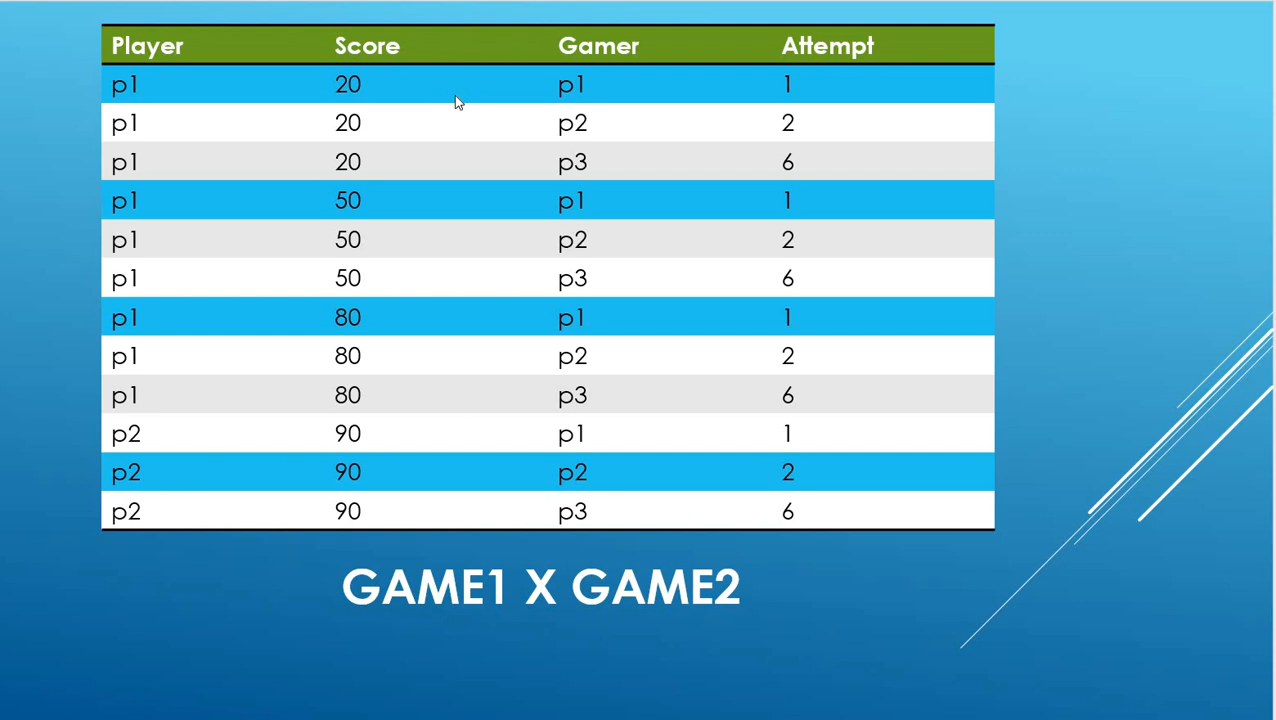 Player Score Gamer Attempt
p1 20 p1 1
p1 20 p2 2
p1 20 p3 6
p1 50 p1 1
p1 50 p2 2
p1 50 p3 6
p1 80 p1 1
p1 80 p2 2
p1 80 p3 6
p2 90 p1 1
p2 90 p2 2
p2 90 p3 6
GAME1 X GAME2